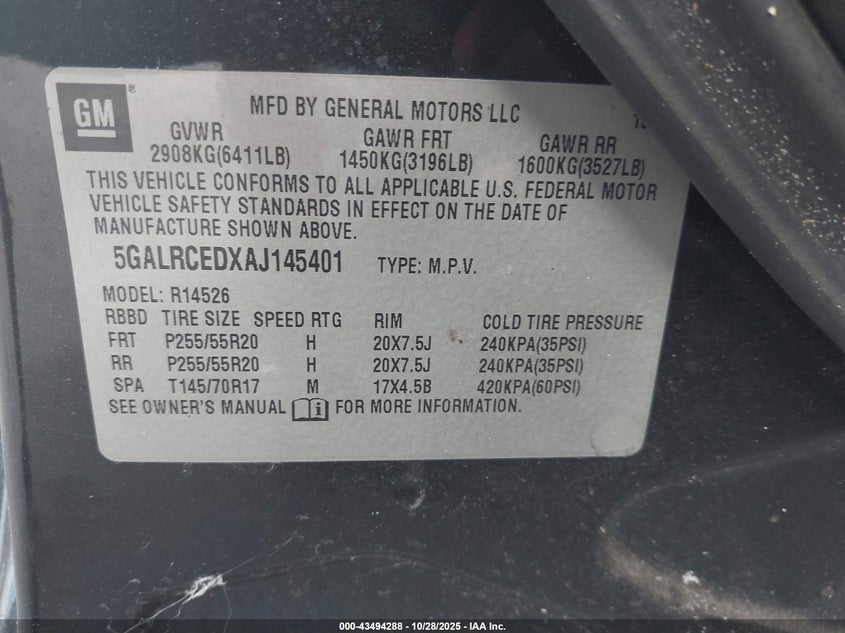 GM
MFD BY GENERAL MOTORS LLC
GVWR GAWR FRT GAWR RR
2908KG(6411LB) 1450KG(3196LB) 1600KG(3527LB)
THIS VEHICLE CONFORMS TO ALL APPLICABLE U.S. FEDERAL MOTOR
VEHICLE SAFETY STANDARDS IN EFFECT ON THE DATE OF
MANUFACTURE SHOWN ABOVE.
5GALRCEDXAJ145401 TYPE: M.P.V.
MODEL: R14526
RBBD TIRE SIZE SPEED RTG RIM COLD TIRE PRESSURE
FRT P255/55R20 H 20X7.5J 240KPA(35PSI)
RR P255/55R20 H 20X7.5J 240KPA(35PSI)
SPA T145/70R17 M 17X4.5B 420KPA(60PSI)
SEE OWNER'S MANUAL FOR MORE INFORMATION.
000-43494288 - 10/28/2025 - IAA Inc.